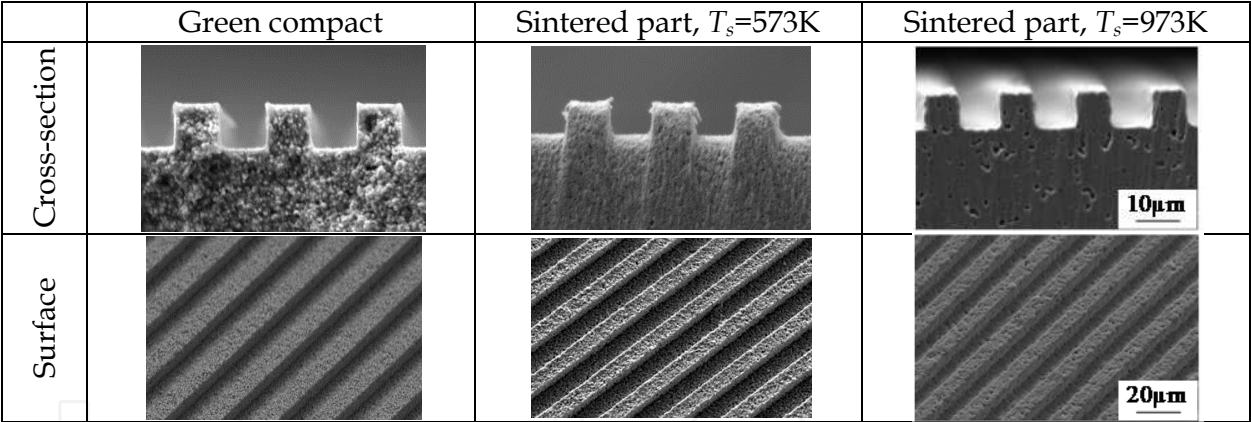 Green compact
Sintered part, Tₛ=573K
Sintered part, Tₛ=973K
Cross-section
10μm
Surface
20μm